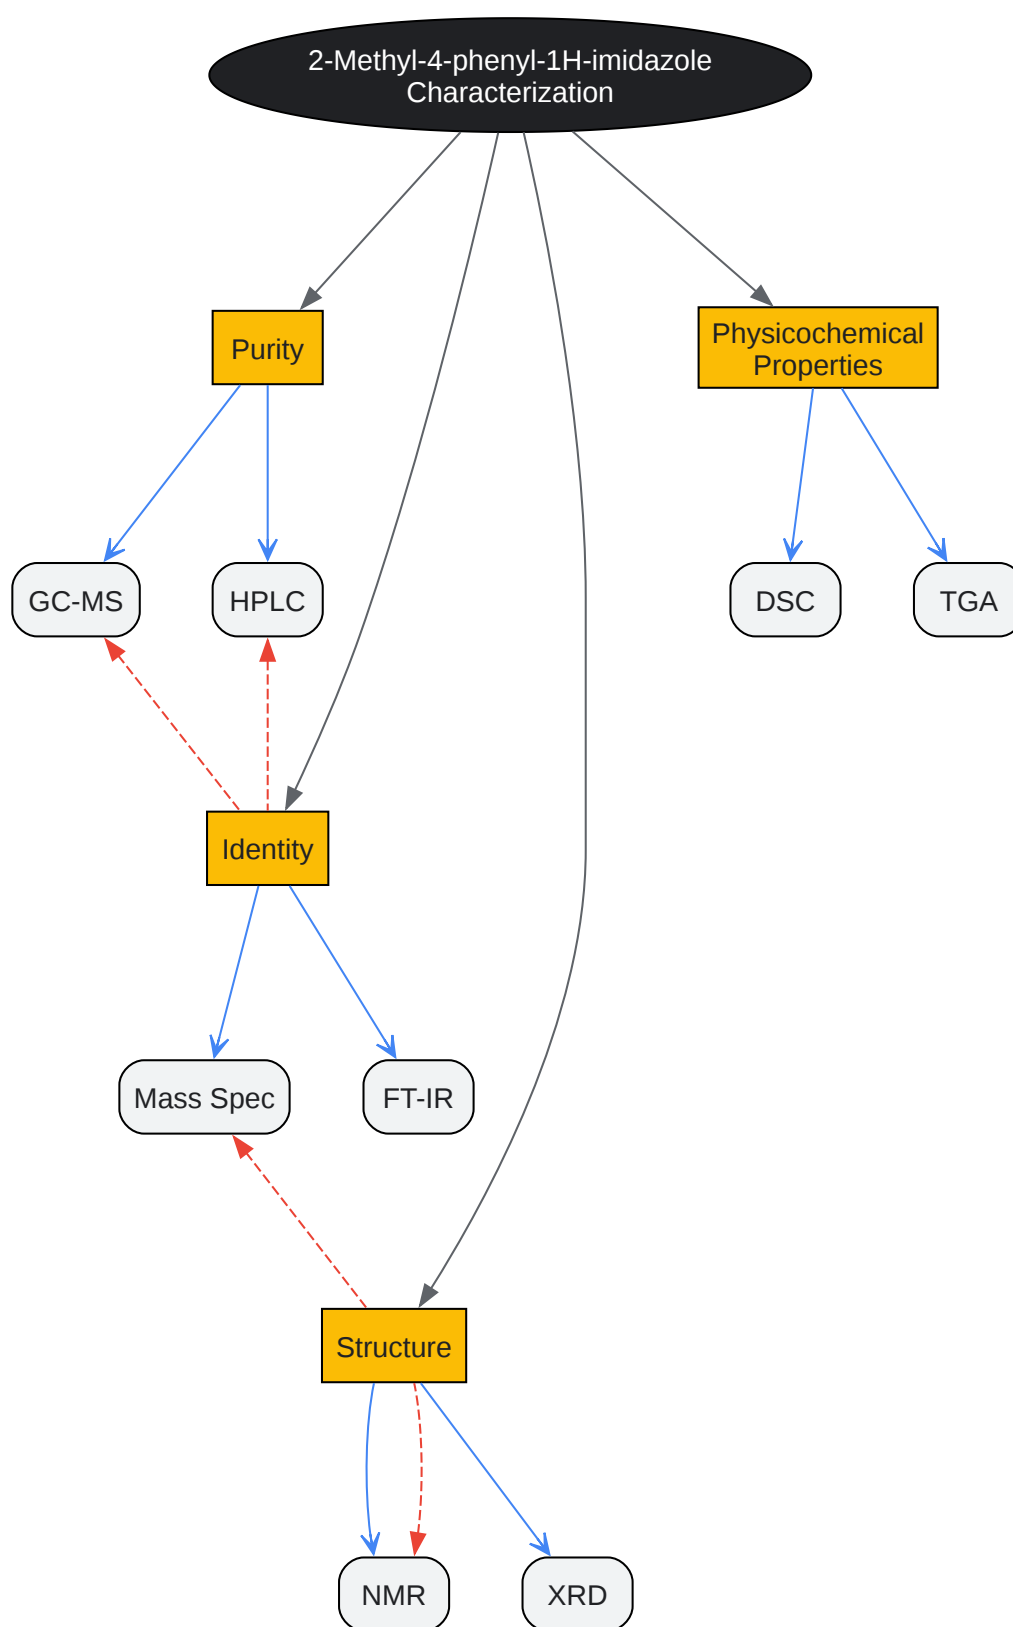 2-Methyl-4-phenyl-1H-imidazole
Characterization
Purity
Physicochemical
Properties
GC-MS
HPLC
DSC
TGA
Identity
Mass Spec
FT-IR
Structure
NMR
XRD